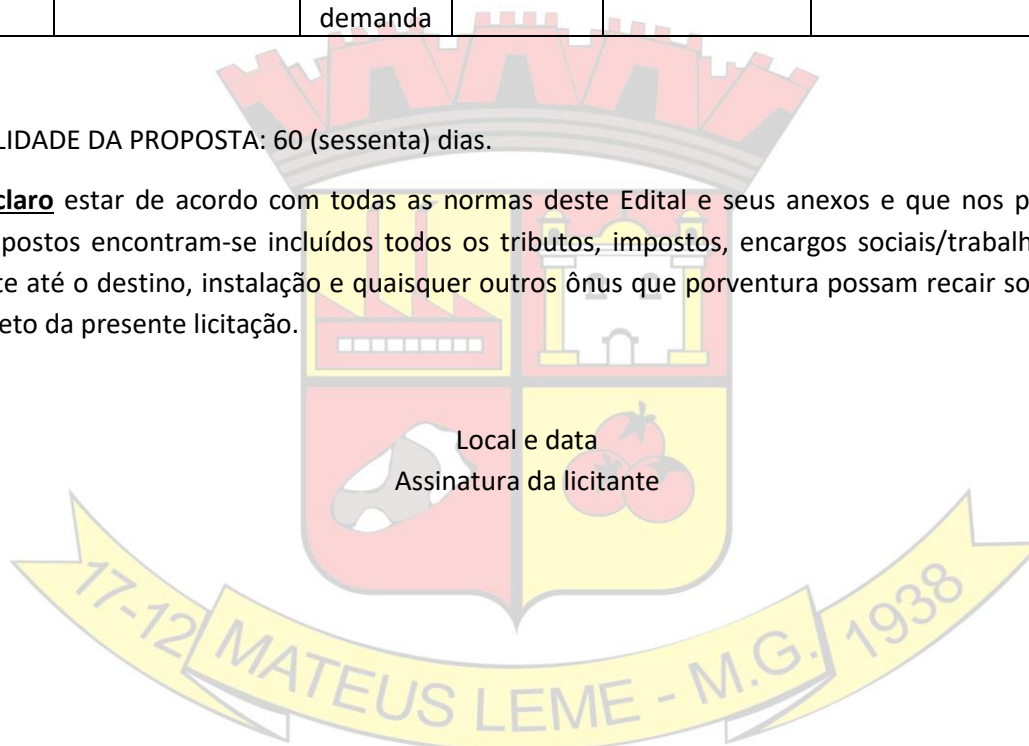 demanda
LIDADE DA PROPOSTA: 60 (sessenta) dias.
claro estar de acordo com todas as normas deste Edital e seus anexos e que nos p
postos encontram-se incluídos todos os tributos, impostos, encargos sociais/trabalh
te até o destino, instalação e quaisquer outros ônus que porventura possam recair so
eto da presente licitação.
Local e data
Assinatura da licitante
17-12 MATEUS LEME - M.G. 1938